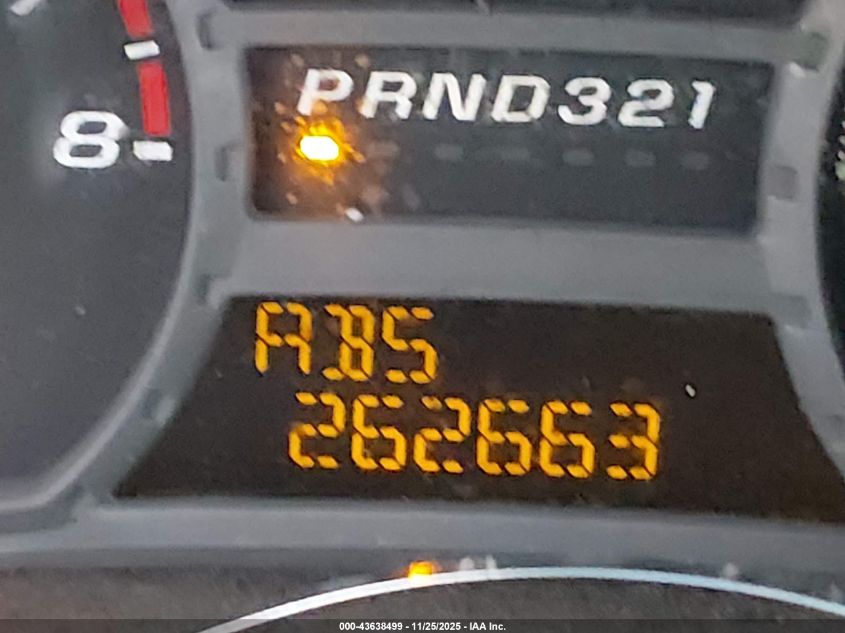 PRND321
8
ABS
262663
000-43638499 - 11/25/2025 - IAA Inc.